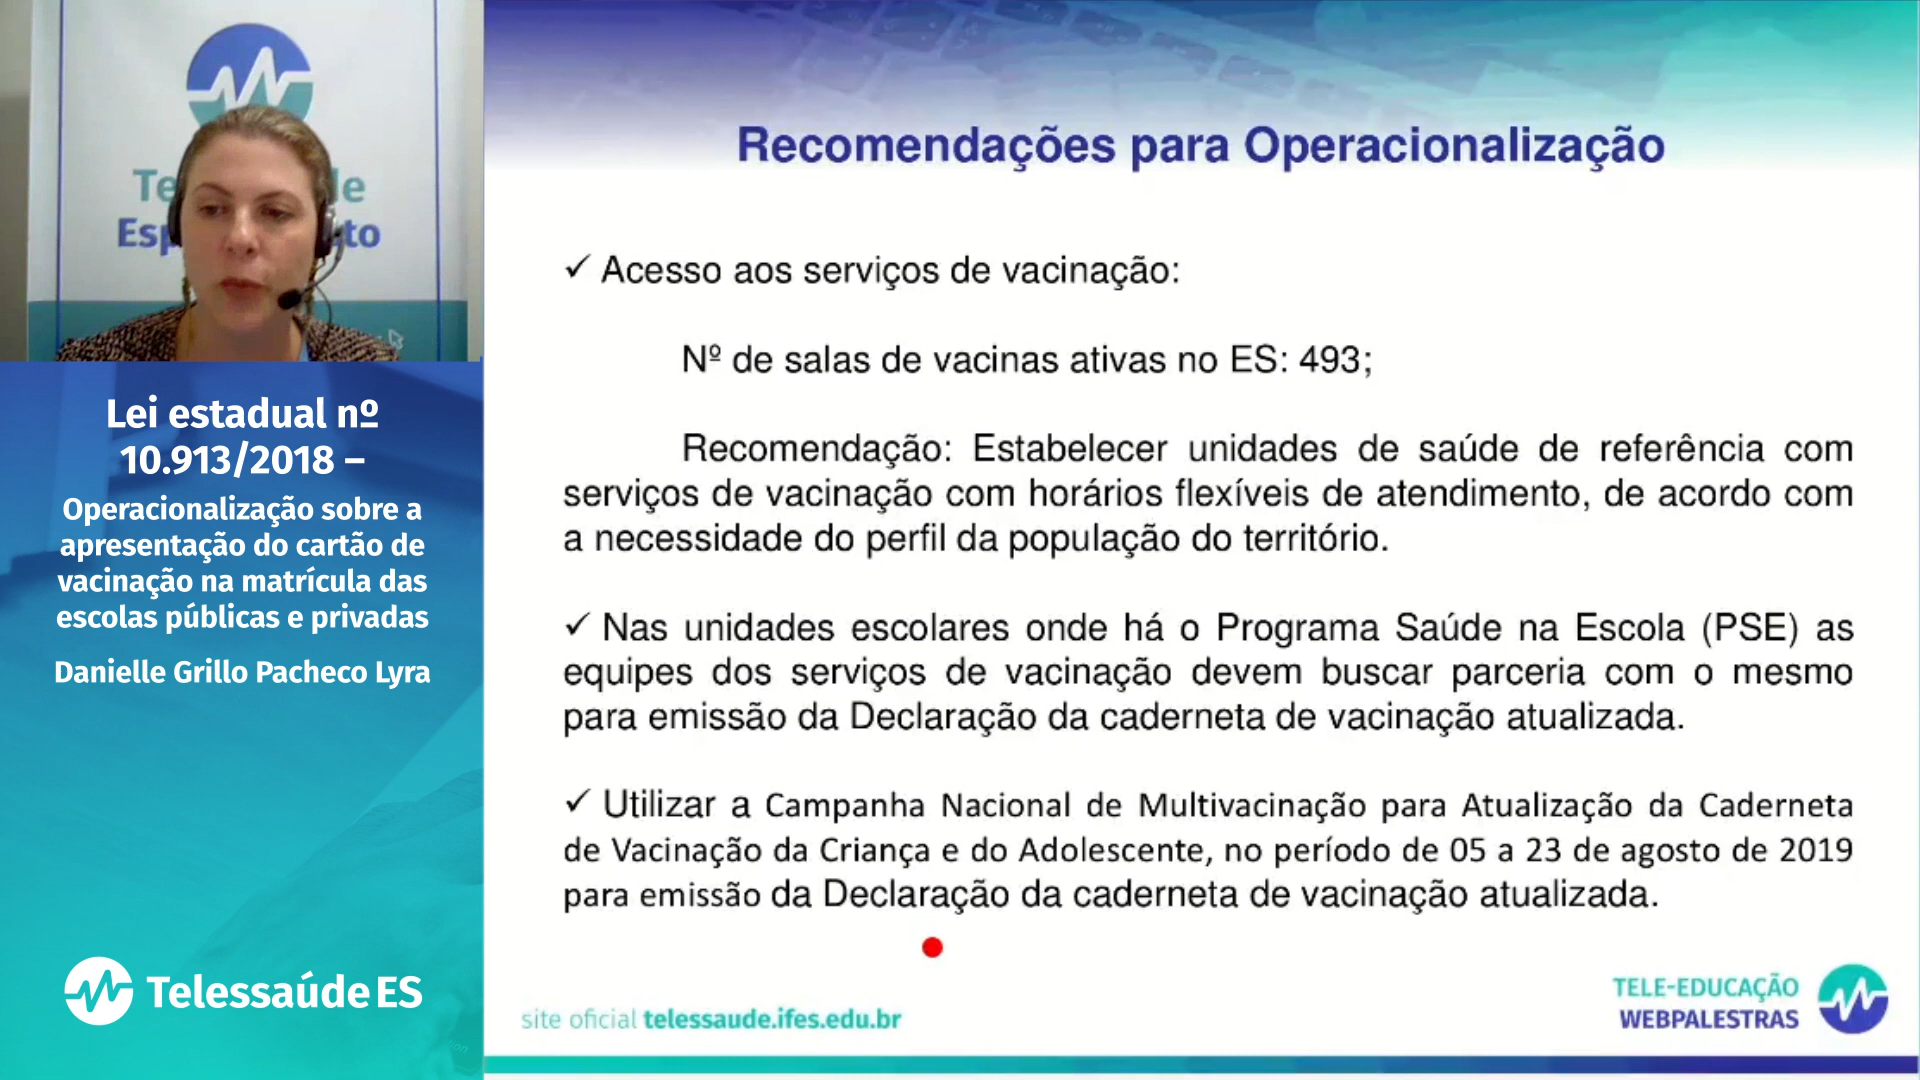 Lei estadual nº
10.913/2018 –
Operacionalização sobre a
apresentação do cartão de
vacinação na matrícula das
escolas públicas e privadas
Danielle Grillo Pacheco Lyra
TelessaúdeES
Recomendações para Operacionalização
✓ Acesso aos serviços de vacinação:
Nº de salas de vacinas ativas no ES: 493;
Recomendação: Estabelecer unidades de saúde de referência com
serviços de vacinação com horários flexíveis de atendimento, de acordo com
a necessidade do perfil da população do território.
✓ Nas unidades escolares onde há o Programa Saúde na Escola (PSE) as
equipes dos serviços de vacinação devem buscar parceria com o mesmo
para emissão da Declaração da caderneta de vacinação atualizada.
✓ Utilizar a Campanha Nacional de Multivacinação para Atualização da Caderneta
de Vacinação da Criança e do Adolescente, no período de 05 a 23 de agosto de 2019
para emissão da Declaração da caderneta de vacinação atualizada.
site oficial telessaude.ifes.edu.br
TELE-EDUCAÇÃO
WEBPALESTRAS